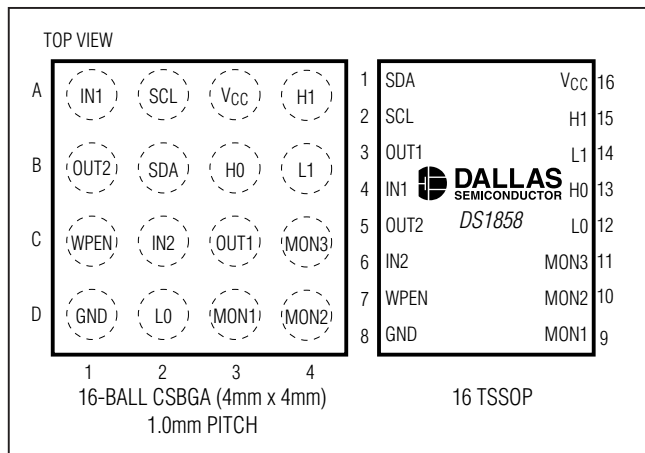 TOP VIEW
A IN1 SCL VCC H1
B OUT2 SDA H0 L1
C WPEN IN2 OUT1 MON3
D GND L0 MON1 MON2
1 2 3 4
16-BALL CSBGA (4mm x 4mm)
1.0mm PITCH
1 SDA VCC 16
2 SCL H1 15
3 OUT1 L1 14
4 IN1 H0 13
DALLAS
SEMICONDUCTOR
DS1858
5 OUT2 L0 12
6 IN2 MON3 11
7 WPEN MON2 10
8 GND MON1 9
16 TSSOP